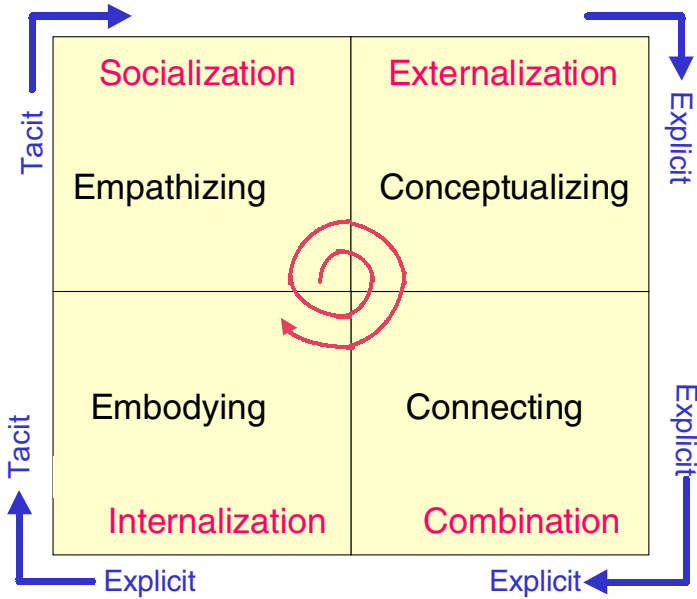 Socialization
Externalization
Tacit
Explicit
Empathizing
Conceptualizing
Embodying
Connecting
Tacit
Explicit
Internalization
Combination
Explicit
Explicit